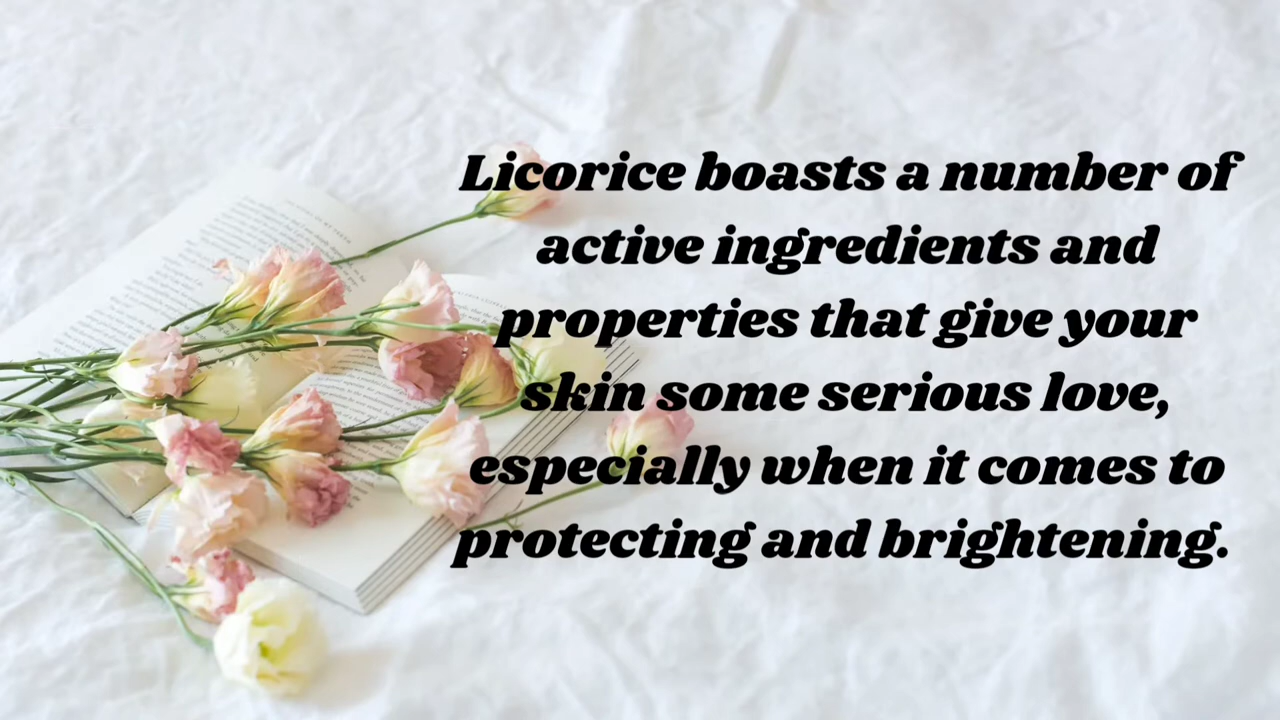 Licorice boasts a number of
active ingredients and
properties that give your
skin some serious love,
especially when it comes to
protecting and brightening.